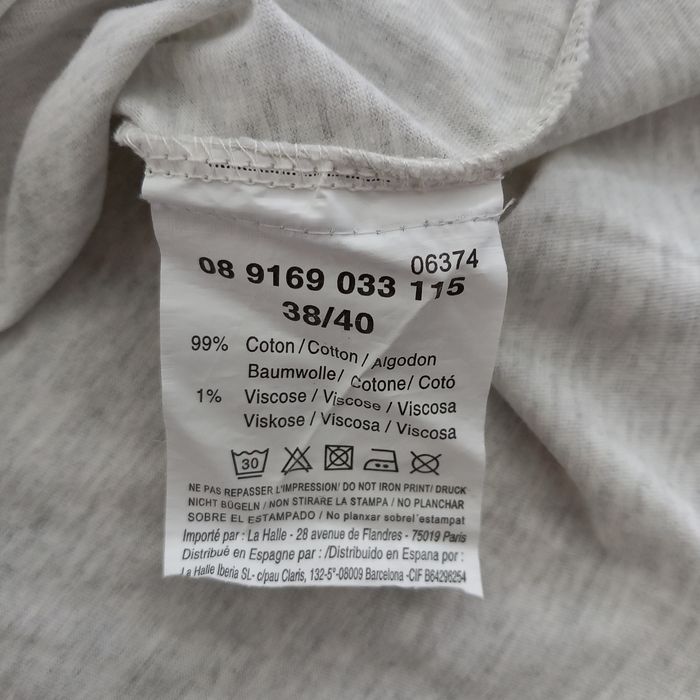 06374
08 9169 033 115
38/40
99% Coton/Cotton/Algodon
Baumwolle/Cotone/Cotó
1% Viscose/Viscose/Viscosa
Viskose/Viscosa/Viscosa
30
NE PAS REPASSER L'IMPRESSION/ DO NOT IRON PRINT/ DRUCK
NICHT BÜGELN / NON STIRARE LA STAMPA / NO PLANCHAR
SOBRE EL ESTAMPADO / No planxar sobrel'estampat
Importé par : La Halle - 28 avenue de Flandres - 75019 Paris
Distribué en Espagne par : /Distribuido en Espana por :
La Halle Iberia SL- c/pau Claris, 132-5°-08009 Barcelona -CIF B64296254